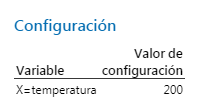 Configuración
Valor de
Variable configuración
X=temperatura 200